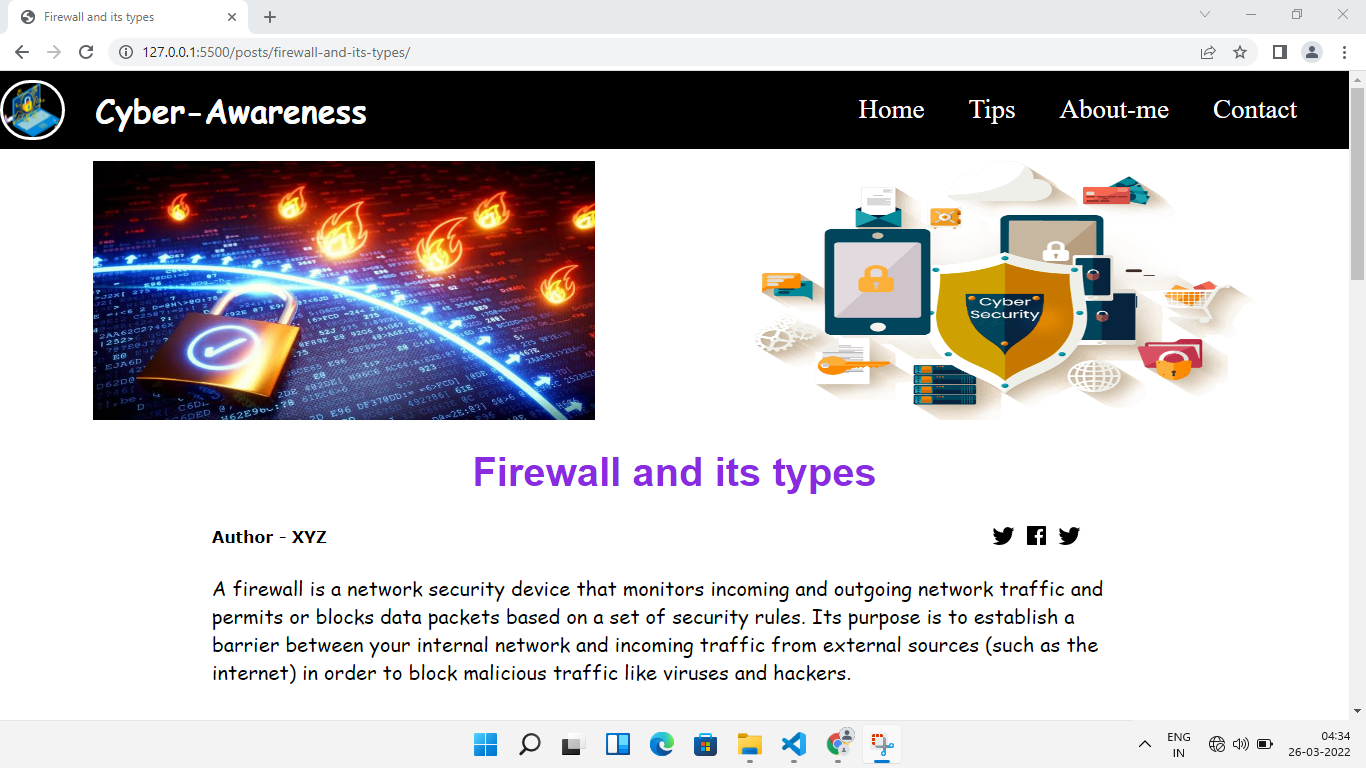 Firewall and its types
127.0.0.1:5500/posts/firewall-and-its-types/
Cyber-Awareness
Home
Tips
About-me
Contact
Cyber
Security
Firewall and its types
Author - XYZ
A firewall is a network security device that monitors incoming and outgoing network traffic and
permits or blocks data packets based on a set of security rules. Its purpose is to establish a
barrier between your internal network and incoming traffic from external sources (such as the
internet) in order to block malicious traffic like viruses and hackers.
ENG
IN
04:34
26-03-2022